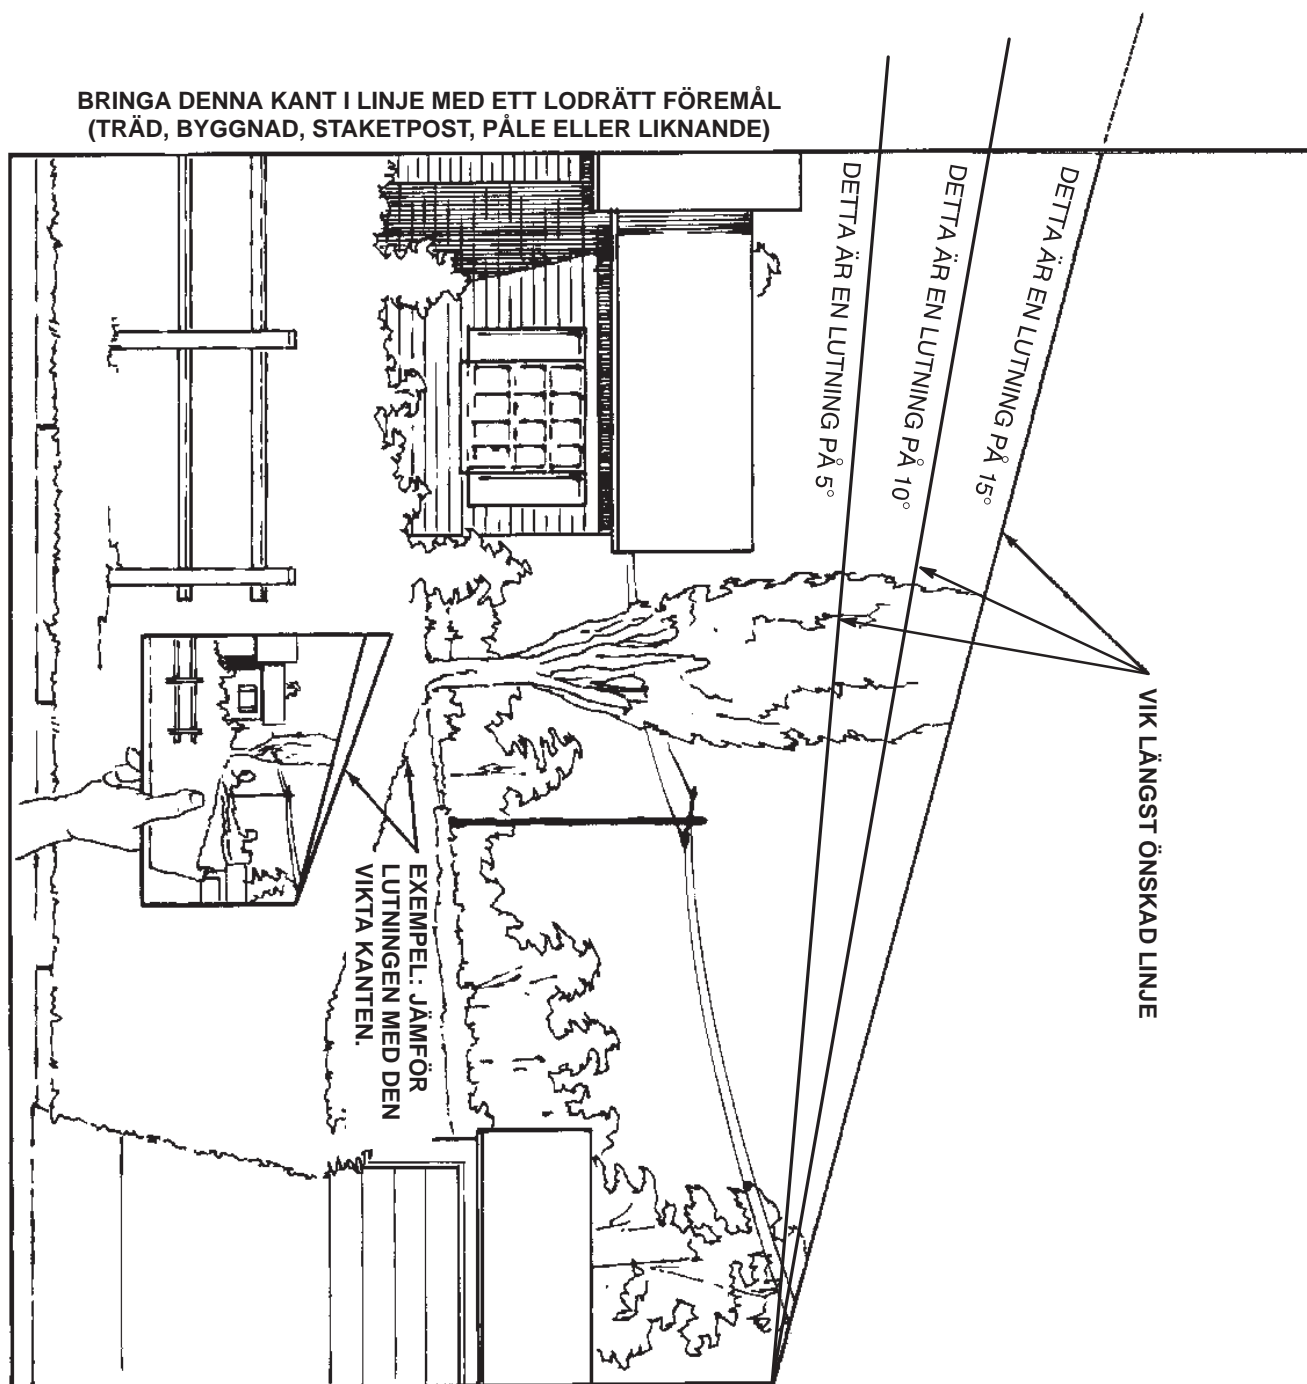 BRINGA DENNA KANT I LINJE MED ETT LODRÄTT FÖREMÅL
(TRÄD, BYGGNAD, STAKETPOST, PÅLE ELLER LIKNANDE)
DETTA ÄR EN LUTNING PÅ 15°
DETTA ÄR EN LUTNING PÅ 10°
DETTA ÄR EN LUTNING PÅ 5°
VIK LÄNGST ÖNSKAD LINJE
EXEMPEL: JÄMFÖR
LUTNINGEN MED DEN
VIKTA KANTEN.